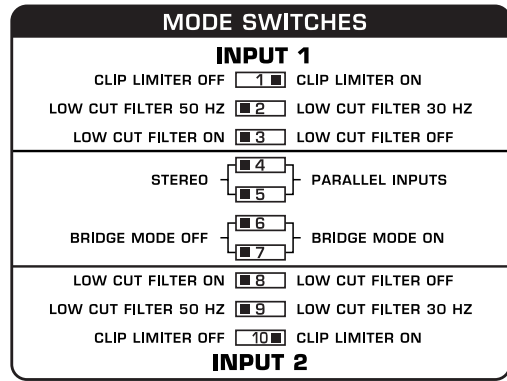 MODE SWITCHES
INPUT 1
CLIP LIMITER OFF 1 CLIP LIMITER ON
LOW CUT FILTER 50 HZ 2 LOW CUT FILTER 30 HZ
LOW CUT FILTER ON 3 LOW CUT FILTER OFF
4
STEREO PARALLEL INPUTS
5
6
BRIDGE MODE OFF BRIDGE MODE ON
7
LOW CUT FILTER ON 8 LOW CUT FILTER OFF
LOW CUT FILTER 50 HZ 9 LOW CUT FILTER 30 HZ
CLIP LIMITER OFF 10 CLIP LIMITER ON
INPUT 2